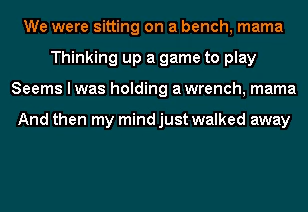 We were sitting on a bench, mama
Thinking up a game to play
Seems I was holding a wrench, mama
And then my mind just walked away